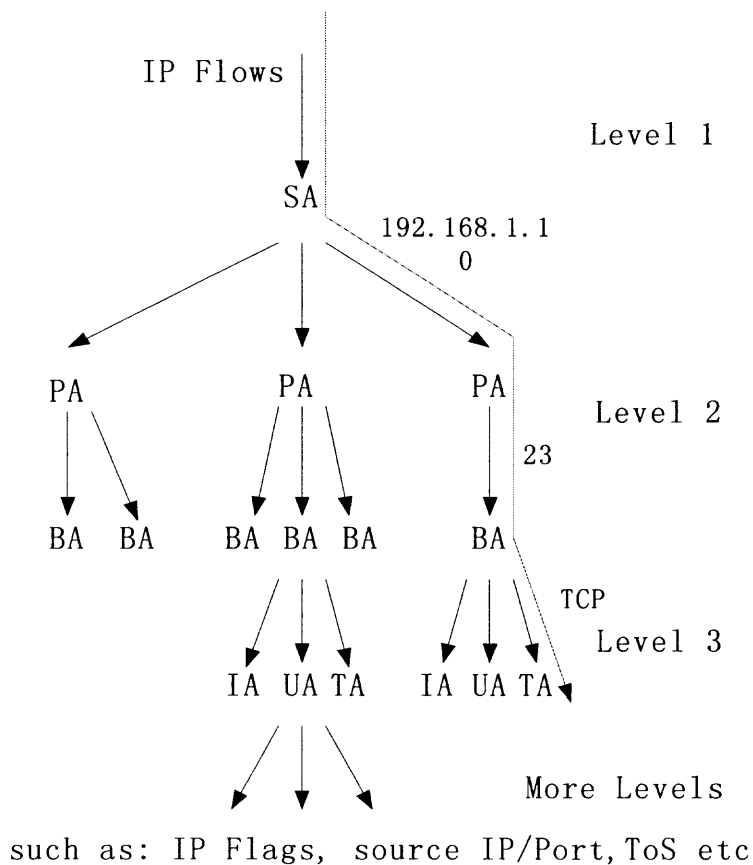 IP Flows
Level 1
SA
192.168.1.1
0
PA PA PA
Level 2
23
BA BA BA BA BA BA
TCP
Level 3
IA UA TA IA UA TA
More Levels
such as: IP Flags, source IP/Port, ToS etc